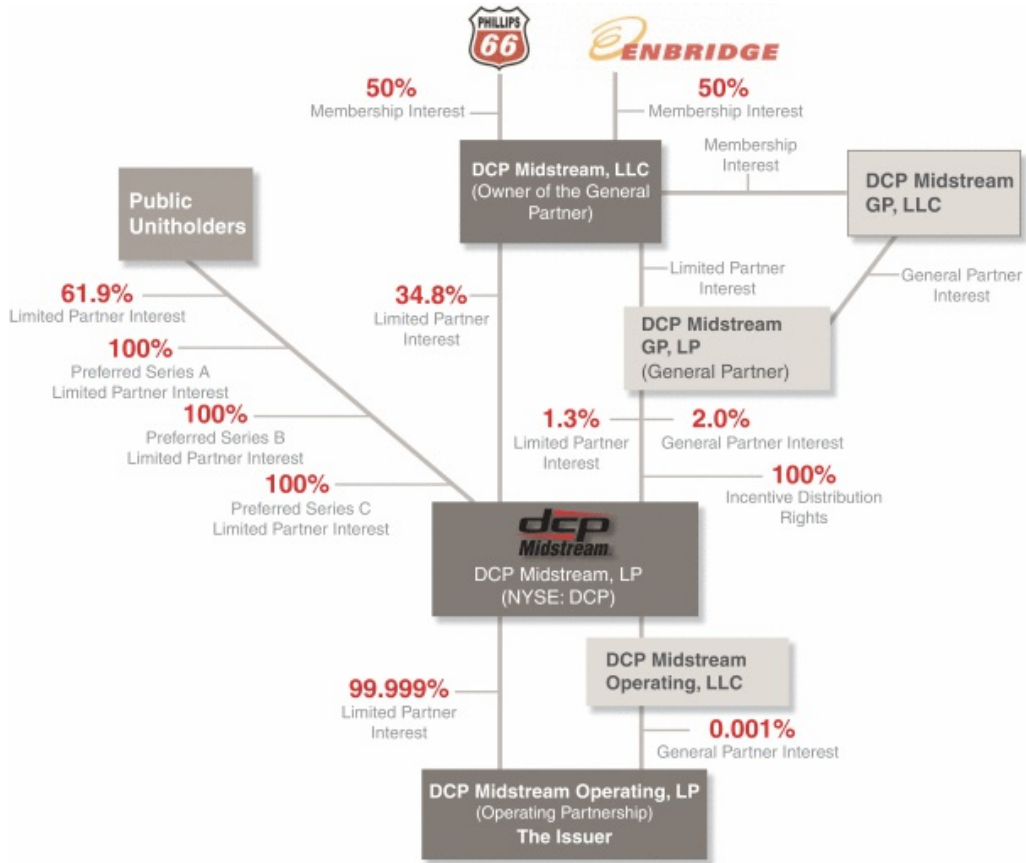 PHILLIPS
66
ENBRIDGE
50%
Membership Interest
50%
Membership Interest
Membership
Interest
DCP Midstream, LLC
(Owner of the General
Partner)
DCP Midstream
GP, LLC
Public
Unitholders
Limited Partner
Interest
General Partner
Interest
61.9%
Limited Partner Interest
34.8%
Limited Partner
Interest
DCP Midstream
GP, LP
(General Partner)
100%
Preferred Series A
Limited Partner Interest
100%
Preferred Series B
Limited Partner Interest
1.3%
Limited Partner
Interest
2.0%
General Partner Interest
100%
Preferred Series C
Limited Partner Interest
100%
Incentive Distribution
Rights
dcp
Midstream.
DCP Midstream, LP
(NYSE: DCP)
DCP Midstream
Operating, LLC
99.999%
Limited Partner
Interest
0.001%
General Partner Interest
DCP Midstream Operating, LP
(Operating Partnership)
The Issuer